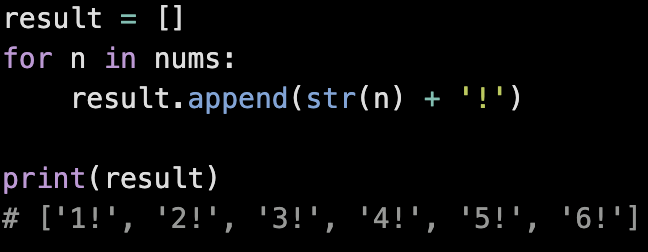 result = []
for n in nums:
    result.append(str(n) + '!')

print(result)
# ['1!', '2!', '3!', '4!', '5!', '6!']